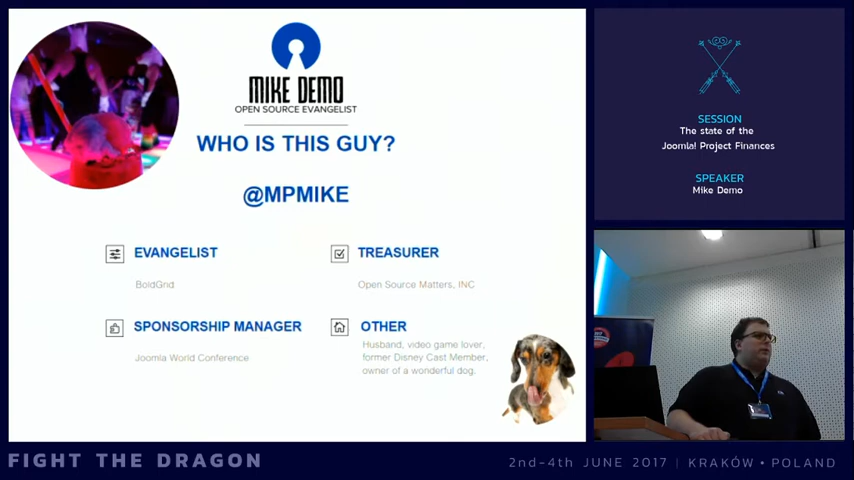 MIKE DEMO
OPEN SOURCE EVANGELIST
WHO IS THIS GUY?
@MPMIKE
EVANGELIST
BoldGrid
TREASURER
Open Source Matters, INC
SPONSORSHIP MANAGER
Joomla World Conference
OTHER
Husband, video game lover,
former Disney Cast Member,
owner of a wonderful dog.
SESSION
The state of the
Joomla! Project Finances
SPEAKER
Mike Demo
FIGHT THE DRAGON
2nd-4th JUNE 2017 | KRAKÓW • POLAND